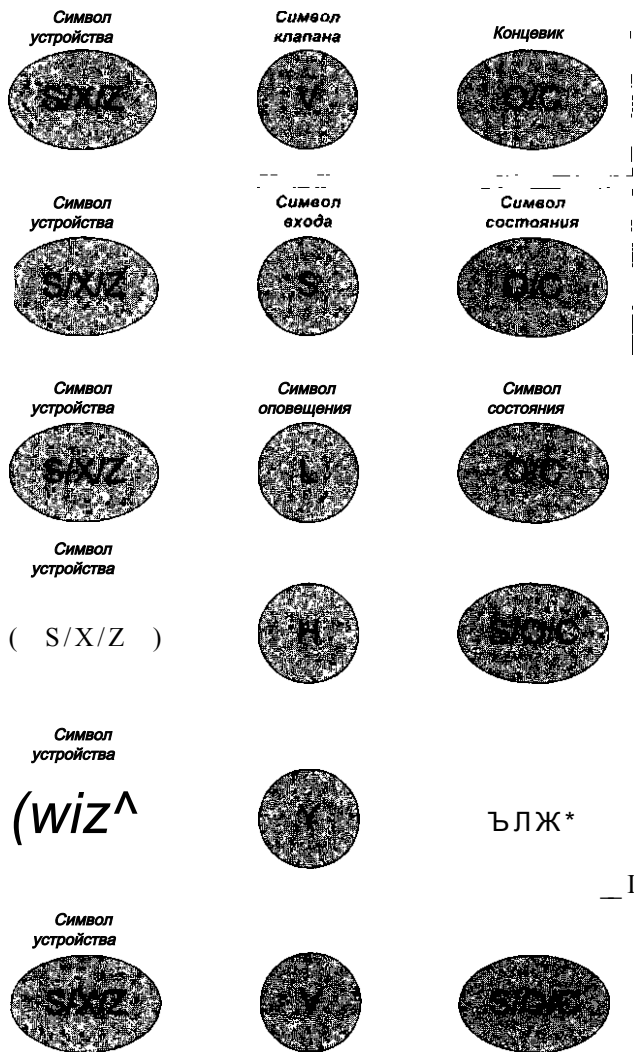 Символ
устройства
Символ
клапана
Концевик
S/X/Z
V
O/C
Символ
устройства
Символ
входа
Символ
состояния
S/X/Z
S
O/C
Символ
устройства
Символ
оповещения
Символ
состояния
S/X/Z
L
O/C
Символ
устройства
( S/X/Z )
H
S/O/C
Символ
устройства
(wiz^
Y
ЪЛЖ*
Символ
устройства
S/X/Z
Y
S/O/C